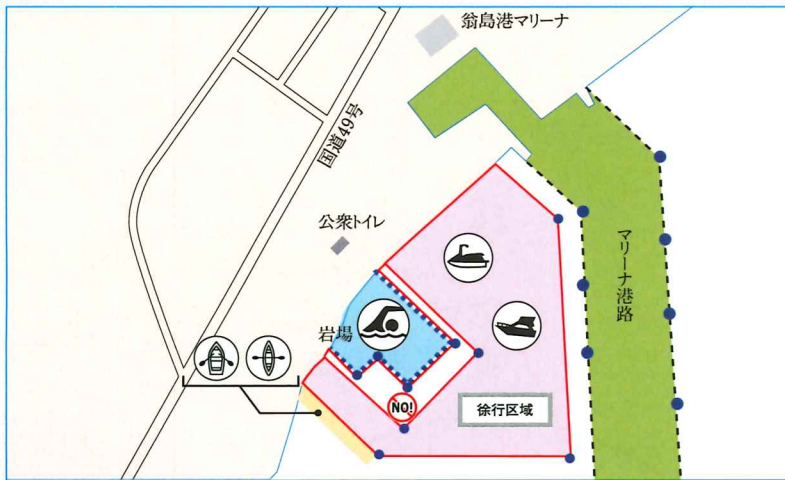 翁島港マリーナ
国道49号
公衆トイレ
マリーナ港路
岩場
NO!
徐行区域